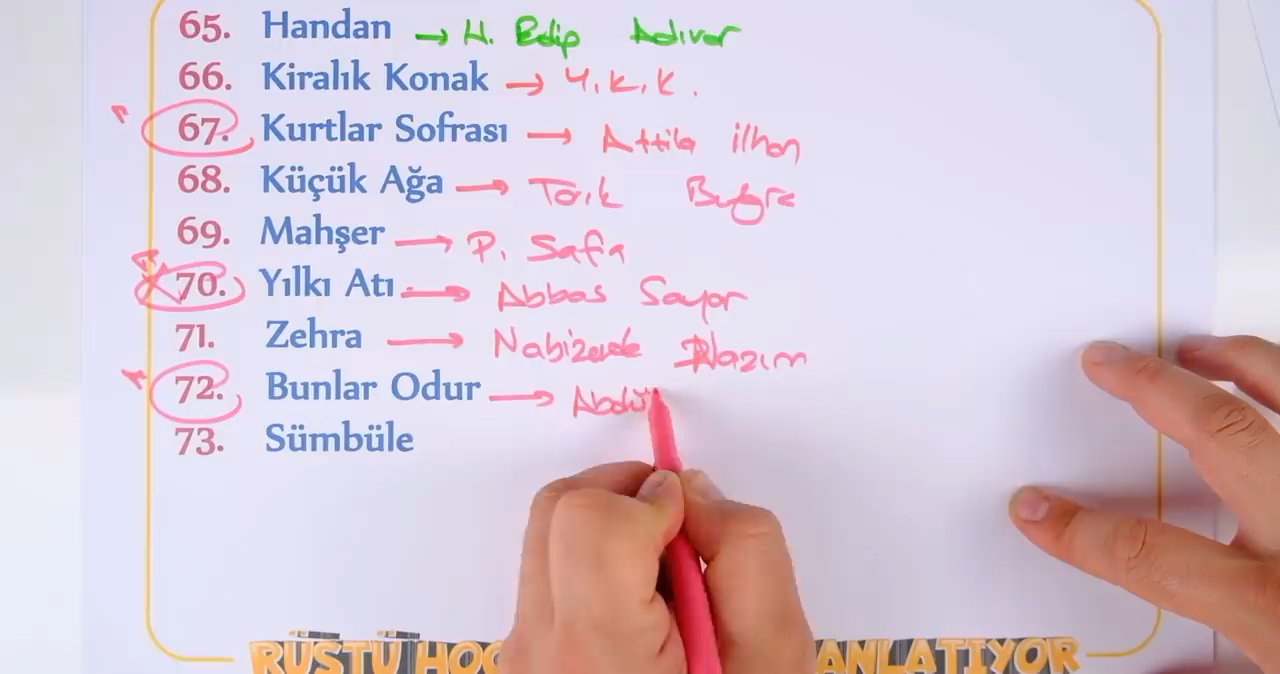 65. Handan → H. Edip Adıvar
66. Kiralık Konak → Y.K.K.
67. Kurtlar Sofrası → Attila İlhan
68. Küçük Ağa → Tarık Buğra
69. Mahşer → P. Safa
70. Yılkı Atı → Abbas Sayar
71. Zehra → Nabizade Nazım
72. Bunlar Odur → Abdü
73. Sümbüle
RÜŞTÜ HOC ANLATIYOR